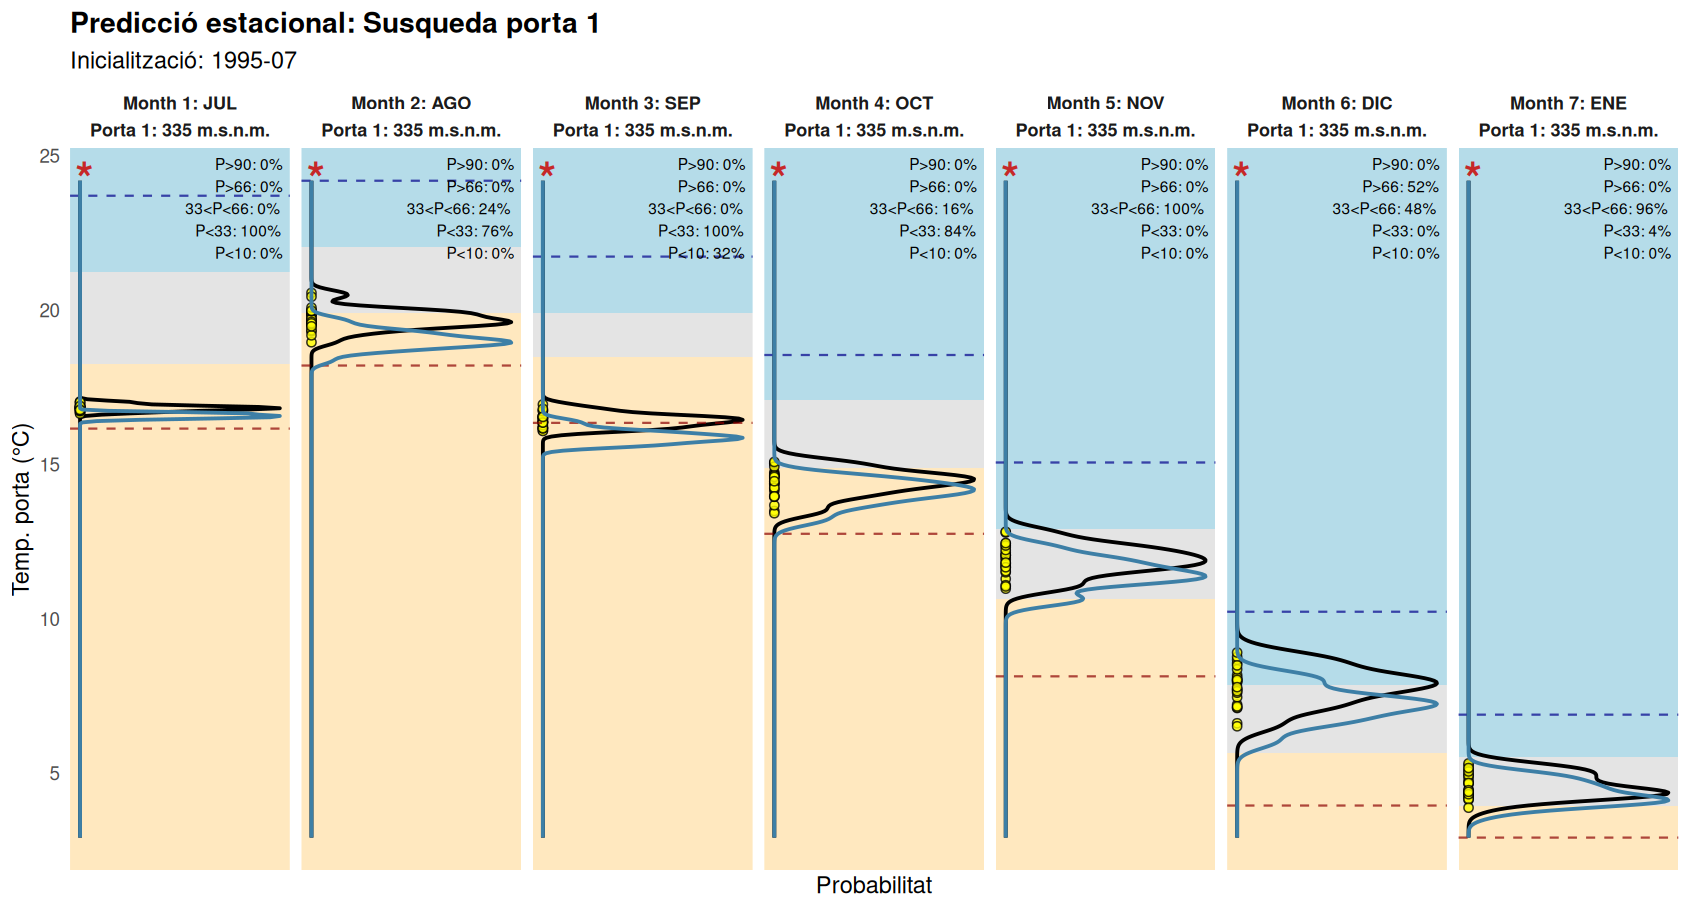 Predicció estacional: Susqueda porta 1
Inicialització: 1995-07
Month 1: JUL
Porta 1: 335 m.s.n.m.
Month 2: AGO
Porta 1: 335 m.s.n.m.
Month 3: SEP
Porta 1: 335 m.s.n.m.
Month 4: OCT
Porta 1: 335 m.s.n.m.
Month 5: NOV
Porta 1: 335 m.s.n.m.
Month 6: DIC
Porta 1: 335 m.s.n.m.
Month 7: ENE
Porta 1: 335 m.s.n.m.
25
20
15
10
5
Temp. porta (°C)
*
P>90: 0%
P>66: 0%
33<P<66: 0%
P<33: 100%
P<10: 0%
*
P>90: 0%
P>66: 0%
33<P<66: 24%
P<33: 76%
P<10: 0%
*
P>90: 0%
P>66: 0%
33<P<66: 0%
P<33: 100%
P<10: 32%
*
P>90: 0%
P>66: 0%
33<P<66: 16%
P<33: 84%
P<10: 0%
*
P>90: 0%
P>66: 0%
33<P<66: 100%
P<33: 0%
P<10: 0%
*
P>90: 0%
P>66: 52%
33<P<66: 48%
P<33: 0%
P<10: 0%
*
P>90: 0%
P>66: 0%
33<P<66: 96%
P<33: 4%
P<10: 0%
Probabilitat